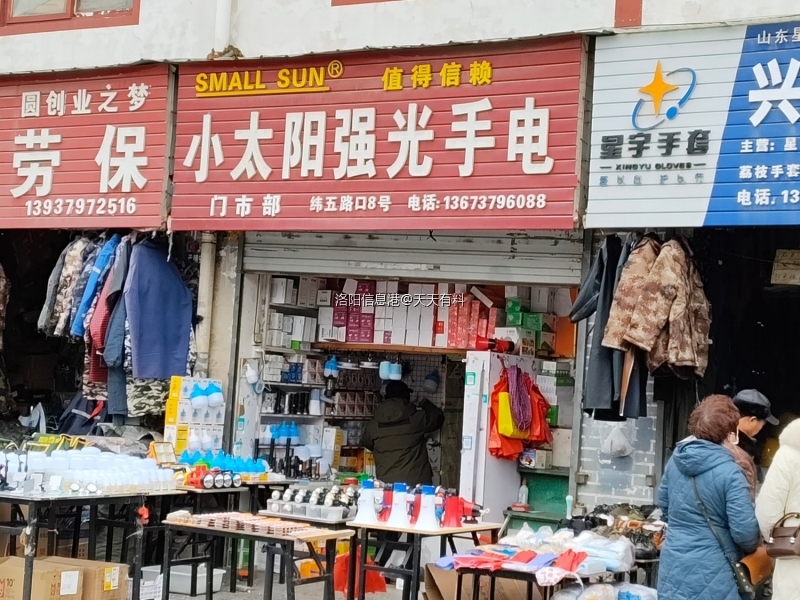 圆创业之梦
劳 保
13937972516
SMALL SUN® 值得信赖
小太阳强光手电
门市部 纬五路口8号 电话:13673796088
山东星
星宇手套
XINGYU GLOVES
兴
主营：星
荔枝手套
电话. 13
洛阳信息港@天天有料